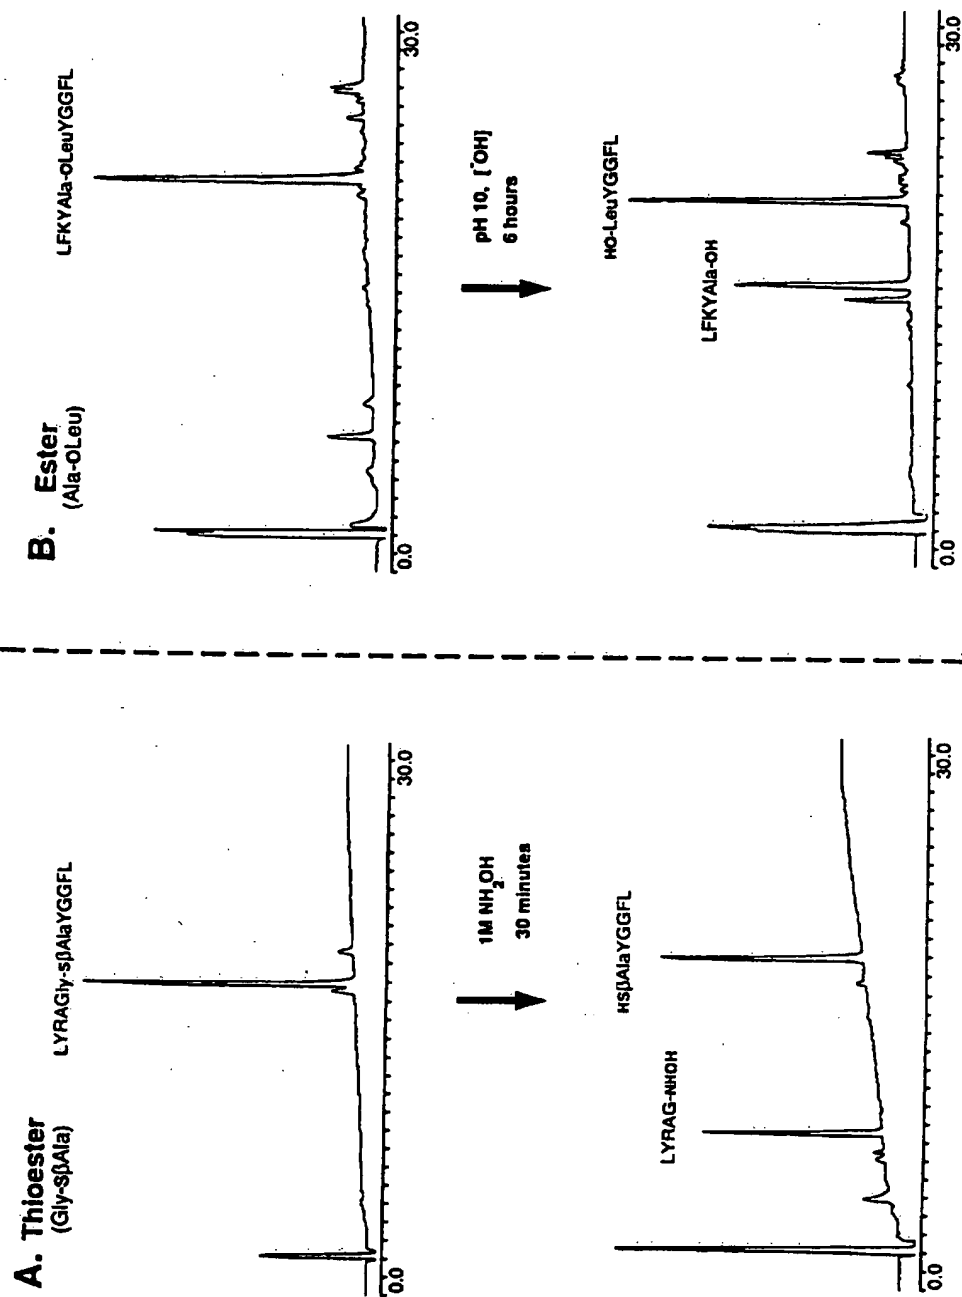 A. Thioester
(Gly-sβAla)
LYRAGly-sβAlaYGGFL
0.0
30.0
1M NH2OH
30 minutes
LYRAG-NHOH
HSβAlaYGGFL
0.0
30.0
B. Ester
(Ala-OLeu)
LFKYAla-OLeuYGGFL
0.0
30.0
pH 10, [-OH]
6 hours
LFKYAla-OH
HO-LeuYGGFL
0.0
30.0